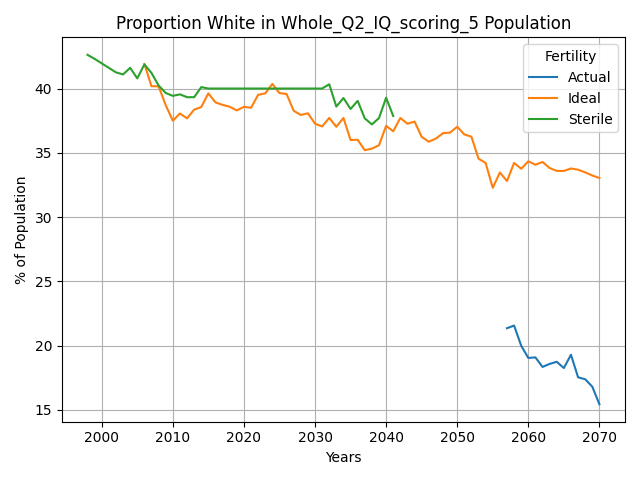 Proportion White in Whole_Q2_IQ_scoring_5 Population
Fertility
Actual
Ideal
Sterile
% of Population
40
35
30
25
20
15
2000 2010 2020 2030 2040 2050 2060 2070
Years